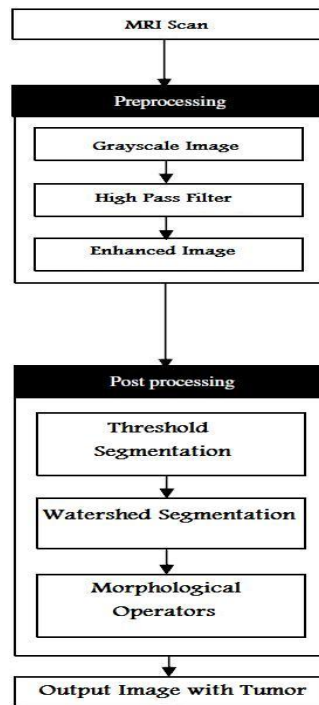 MRI Scan
Preprocessing
Grayscale Image
High Pass Filter
Enhanced Image
Post processing
Threshold
Segmentation
Watershed Segmentation
Morphological
Operators
Output Image with Tumor